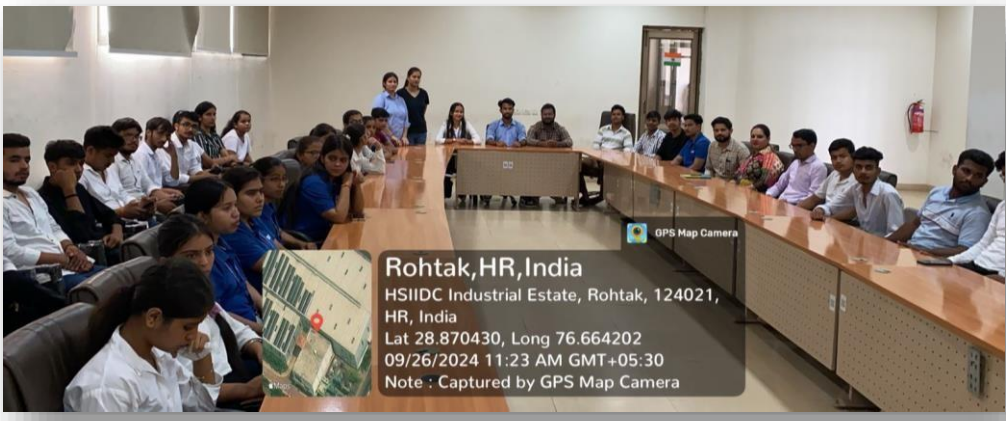 GPS Map Camera
Rohtak,HR,India
HSIIDC Industrial Estate, Rohtak, 124021,
HR, India
Lat 28.870430, Long 76.664202
09/26/2024 11:23 AM GMT+05:30
Note : Captured by GPS Map Camera
Maps